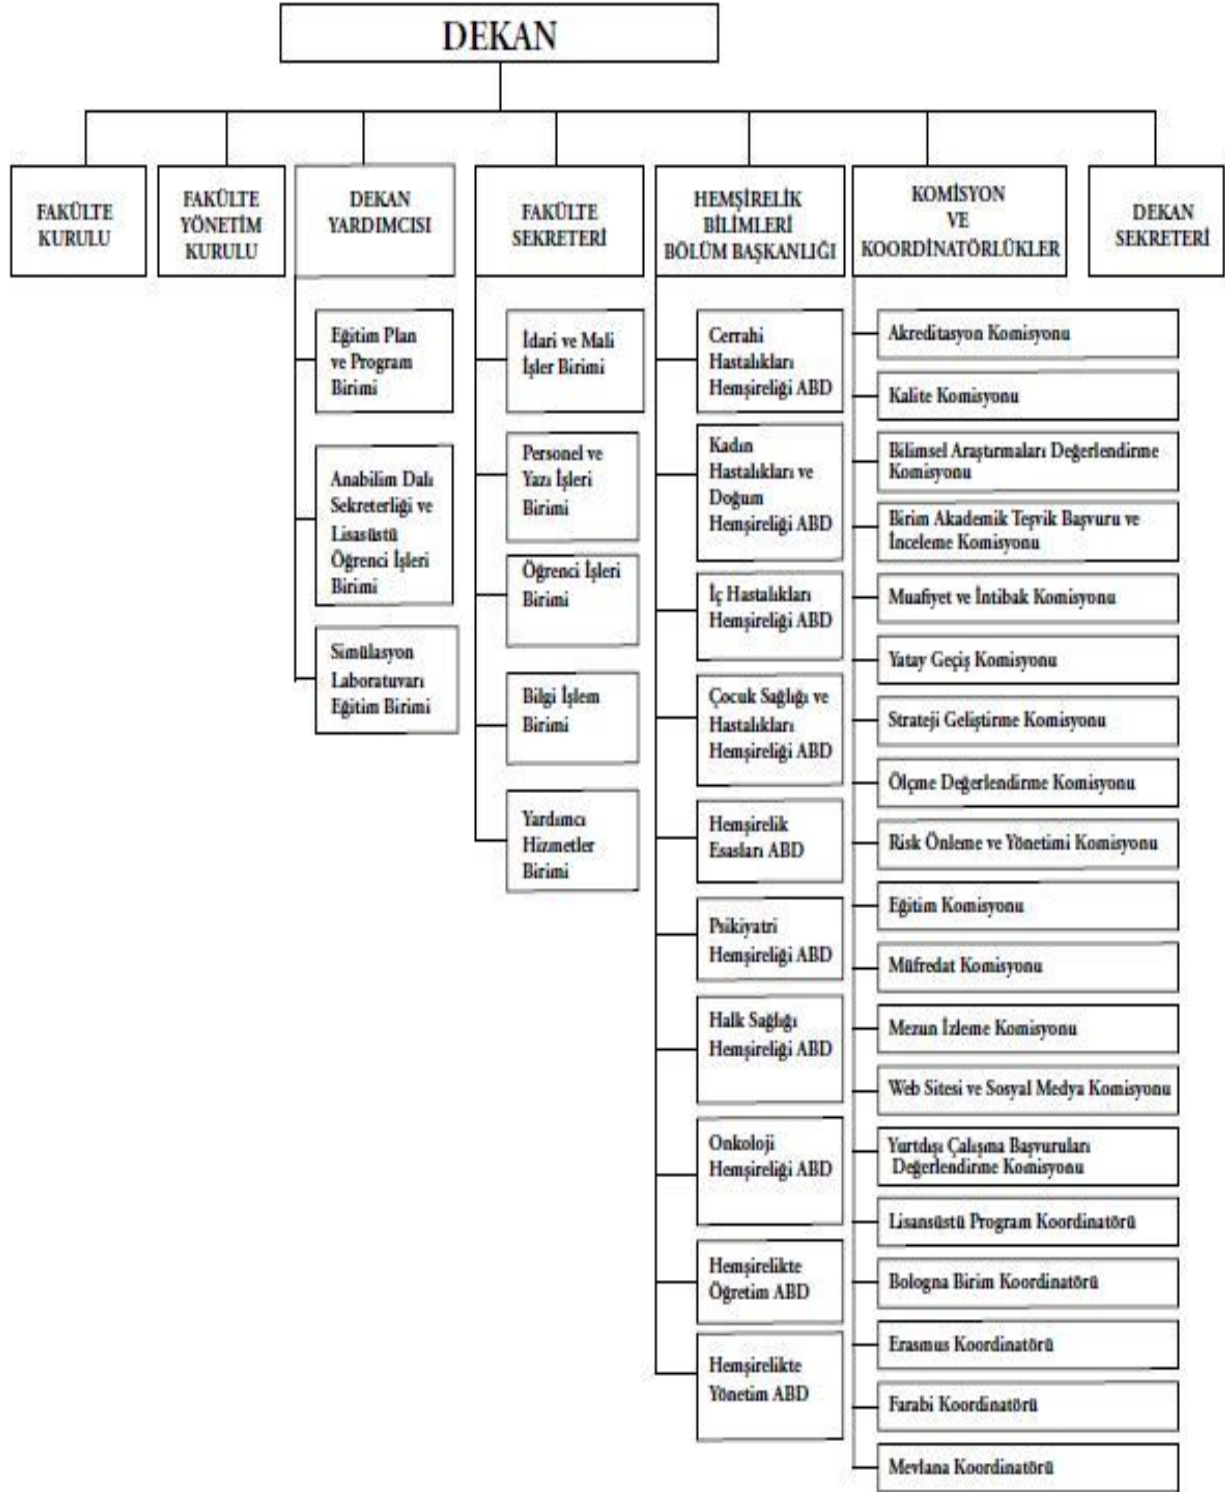 DEKAN
FAKÜLTE
KURULU
FAKÜLTE
YÖNETİM
KURULU
DEKAN
YARDIMCISI
FAKÜLTE
SEKRETERİ
HEMŞİRELİK
BİLİMLERİ
BÖLÜM BAŞKANLIĞI
KOMİSYON
VE
KOORDİNATÖRLÜKLER
DEKAN
SEKRETERİ
Eğitim Plan
ve Program
Birimi
Anabilim Dalı
Sekreterliği ve
Lisasüstü
Öğrenci İşleri
Birimi
Simülasyon
Laboratuvarı
Eğitim Birimi
İdari ve Mali
İşler Birimi
Personel ve
Yazı İşleri
Birimi
Öğrenci İşleri
Birimi
Bilgi İşlem
Birimi
Yardımcı
Hizmetler
Birimi
Cerrahi
Hastalıkları
Hemşireliği ABD
Kadın
Hastalıkları ve
Doğum
Hemşireliği ABD
İç Hastalıkları
Hemşireliği ABD
Çocuk Sağlığı ve
Hastalıkları
Hemşireliği ABD
Hemşirelik
Esasları ABD
Psikiyatri
Hemşireliği ABD
Halk Sağlığı
Hemşireliği ABD
Onkoloji
Hemşireliği ABD
Hemşirelikte
Öğretim ABD
Hemşirelikte
Yönetim ABD
Akreditasyon Komisyonu
Kalite Komisyonu
Bilimsel Araştırmaları Değerlendirme
Komisyonu
Birim Akademik Teşvik Başvuru ve
İnceleme Komisyonu
Muafiyet ve İntibak Komisyonu
Yatay Geçiş Komisyonu
Strateji Geliştirme Komisyonu
Ölçme Değerlendirme Komisyonu
Risk Önleme ve Yönetimi Komisyonu
Eğitim Komisyonu
Müfredat Komisyonu
Mezun İzleme Komisyonu
Web Sitesi ve Sosyal Medya Komisyonu
Yurtdışı Çalışma Başvuruları
Değerlendirme Komisyonu
Lisansüstü Program Koordinatörü
Bologna Birim Koordinatörü
Erasmus Koordinatörü
Farabi Koordinatörü
Mevlana Koordinatörü